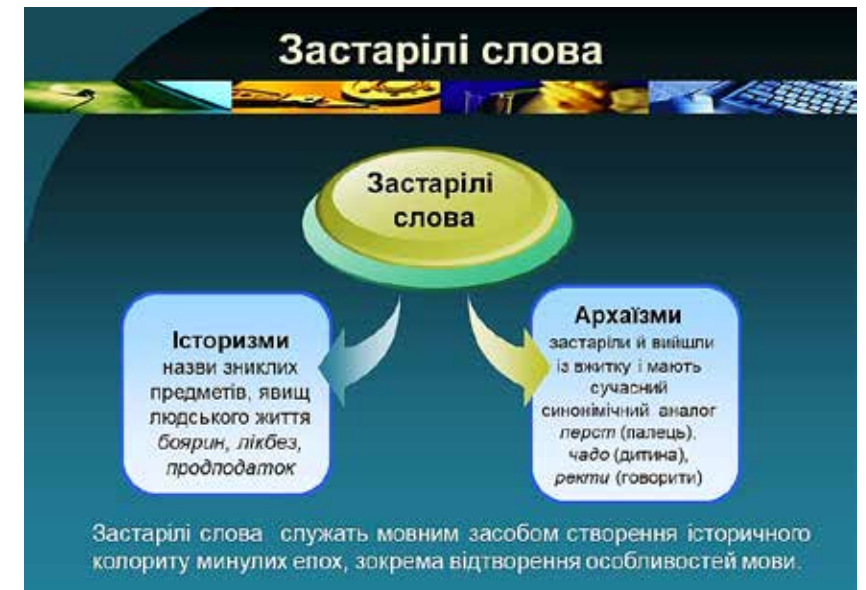 Застарілі слова
Застарілі
слова
Історизми
назви зниклих
предметів, явищ
людського життя
боярин, лікбез,
продподаток
Архаїзми
застаріли й вийшли
із вжитку і мають
сучасний
синонімічний аналог
перст (палець),
чадо (дитина),
ректи (говорити)
Застарілі слова служать мовним засобом створення історичного
колориту минулих епох, зокрема відтворення особливостей мови.